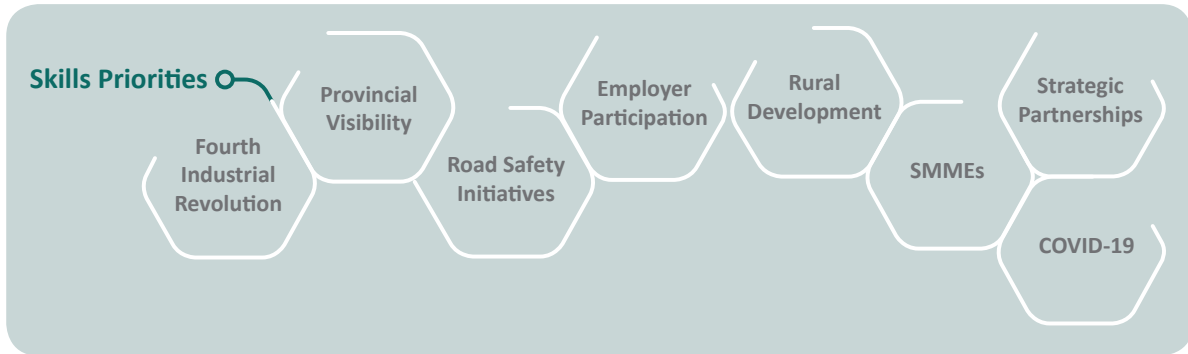 Skills Priorities
Fourth
Industrial
Revolution
Provincial
Visibility
Road Safety
Initiatives
Employer
Participation
Rural
Development
SMMEs
Strategic
Partnerships
COVID-19